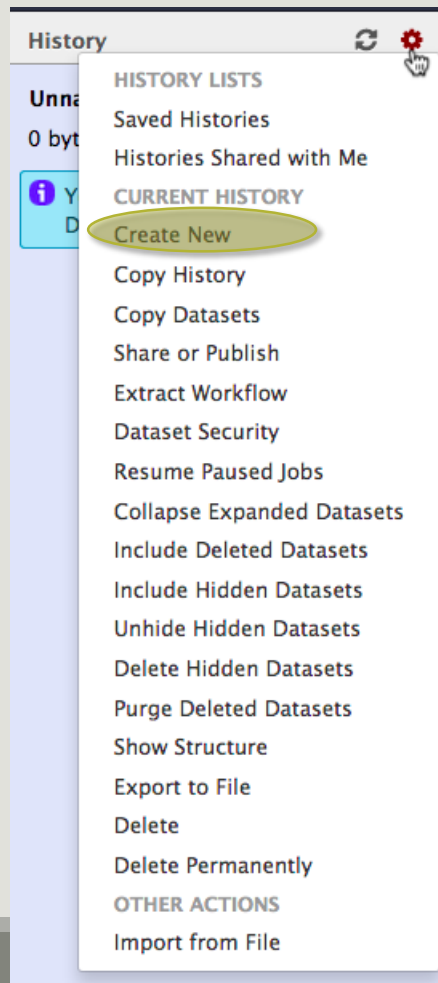 History
HISTORY LISTS
Unna
Saved Histories
0 byt
Histories Shared with Me
i Y
CURRENT HISTORY
D
Create New
Copy History
Copy Datasets
Share or Publish
Extract Workflow
Dataset Security
Resume Paused Jobs
Collapse Expanded Datasets
Include Deleted Datasets
Include Hidden Datasets
Unhide Hidden Datasets
Delete Hidden Datasets
Purge Deleted Datasets
Show Structure
Export to File
Delete
Delete Permanently
OTHER ACTIONS
Import from File